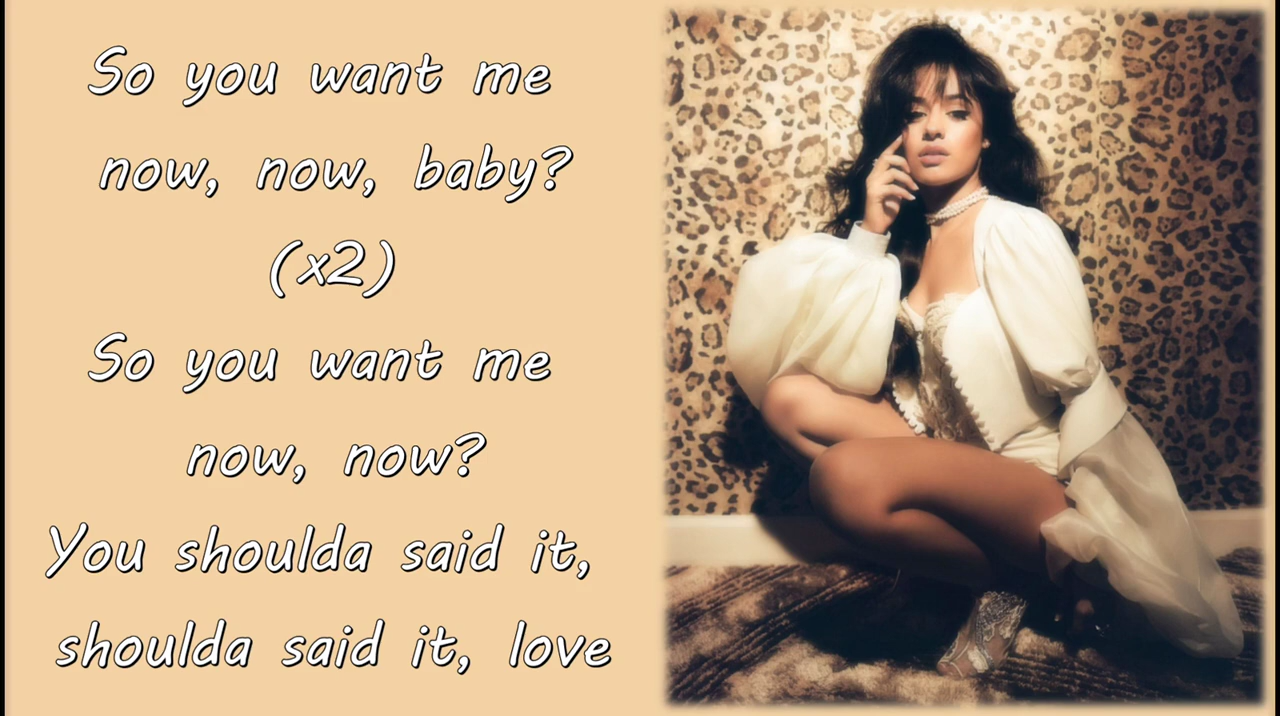 So you want me
now, now, baby?
(x2)
So you want me
now, now?
You shoulda said it,
shoulda said it, love